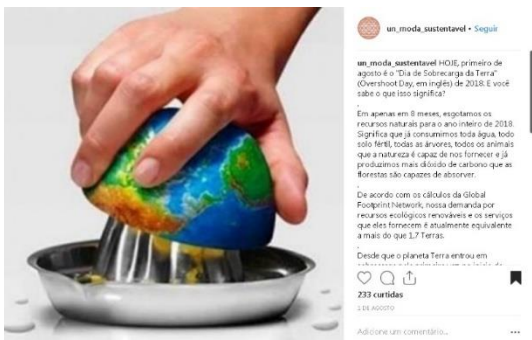 un_moda_sustentavel • Seguir
un_moda_sustentavel HOJE, primeiro de
agosto é o "Dia de Sobrecarga da Terra"
(Overshoot Day, em inglês) de 2018. E você
sabe o que isso significa?
.
Em apenas em 8 meses, esgotamos os
recursos naturais para o ano inteiro de 2018.
Significa que já consumimos toda água, todo
solo fértil, todas as árvores, todos os animais
que a natureza é capaz de nos fornecer e já
produzimos mais dióxido de carbono que as
florestas são capazes de absorver.
.
De acordo com os cálculos da Global
Footprint Network, nossa demanda por
recursos ecológicos renováveis e os serviços
que eles fornecem é atualmente equivalente
a mais do que 1,7 Terras.
.
Desde que o planeta Terra entrou em
233 curtidas
1 DE AGOSTO
Adicione um comentário...